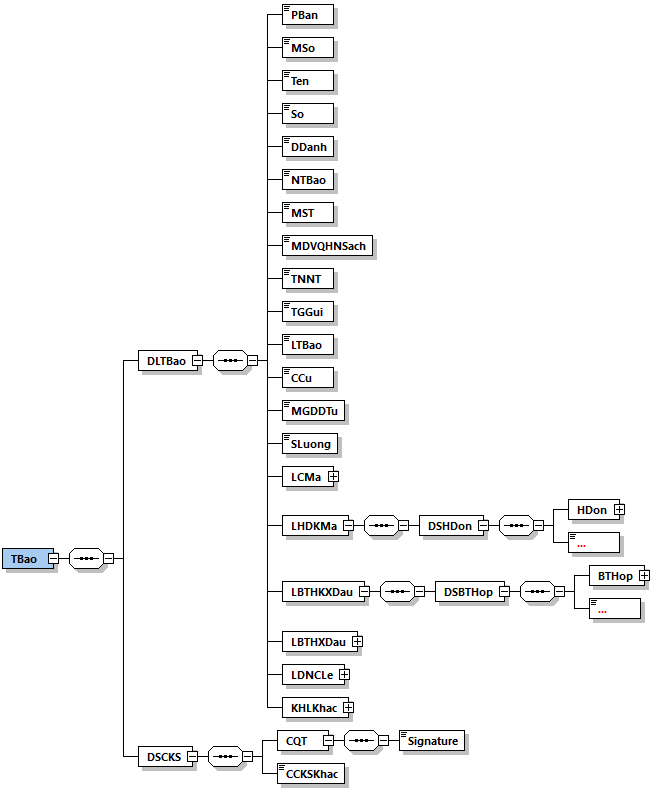 PBan
MSo
Ten
So
DDanh
NTBao
MST
MDVQHNSach
TNNT
TGGui
LTBao
DLTBao
CCu
MGDDTu
SLuong
LCMa
HDon
LHDKMa
DSHDon
...
TBao
BTHop
LBTHKXDau
DSBTHop
...
LBTHXDau
LDNCLe
KHLKhac
CQT
Signature
DSCKS
CCKSKhac